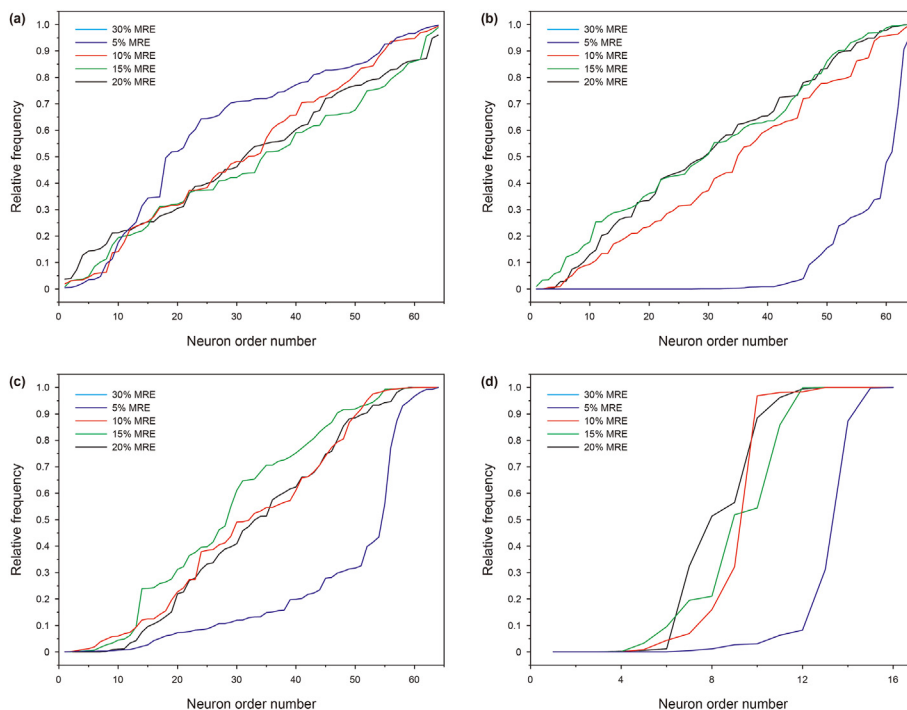 (a)
30% MRE
5% MRE
10% MRE
15% MRE
20% MRE
Relative frequency
1.0
0.9
0.8
0.7
0.6
0.5
0.4
0.3
0.2
0.1
0
0 10 20 30 40 50 60
Neuron order number
(b)
30% MRE
5% MRE
10% MRE
15% MRE
20% MRE
Relative frequency
1.0
0.9
0.8
0.7
0.6
0.5
0.4
0.3
0.2
0.1
0
0 10 20 30 40 50 60
Neuron order number
(c)
30% MRE
5% MRE
10% MRE
15% MRE
20% MRE
Relative frequency
1.0
0.9
0.8
0.7
0.6
0.5
0.4
0.3
0.2
0.1
0
0 10 20 30 40 50 60
Neuron order number
(d)
30% MRE
5% MRE
10% MRE
15% MRE
20% MRE
Relative frequency
1.0
0.9
0.8
0.7
0.6
0.5
0.4
0.3
0.2
0.1
0
0 4 8 12 16
Neuron order number